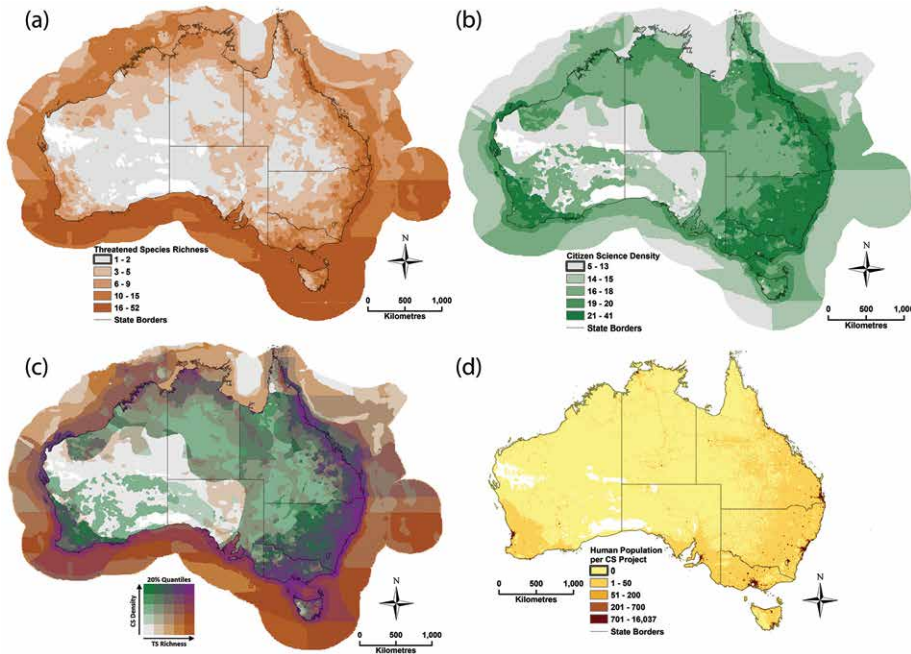 (a)
Threatened Species Richness
1 - 2
3 - 5
6 - 9
10 - 15
16 - 52
State Borders
N
0 500 1,000
Kilometres
(b)
Citizen Science Density
5 - 13
14 - 15
16 - 18
19 - 20
21 - 41
State Borders
N
0 500 1,000
Kilometres
(c)
20% Quantiles
CS Density
TS Richness
N
0 500 1,000
Kilometres
(d)
Human Population
per CS Project
0
1 - 50
51 - 200
201 - 700
701 - 16,037
State Borders
0 500 1,000
Kilometres
N